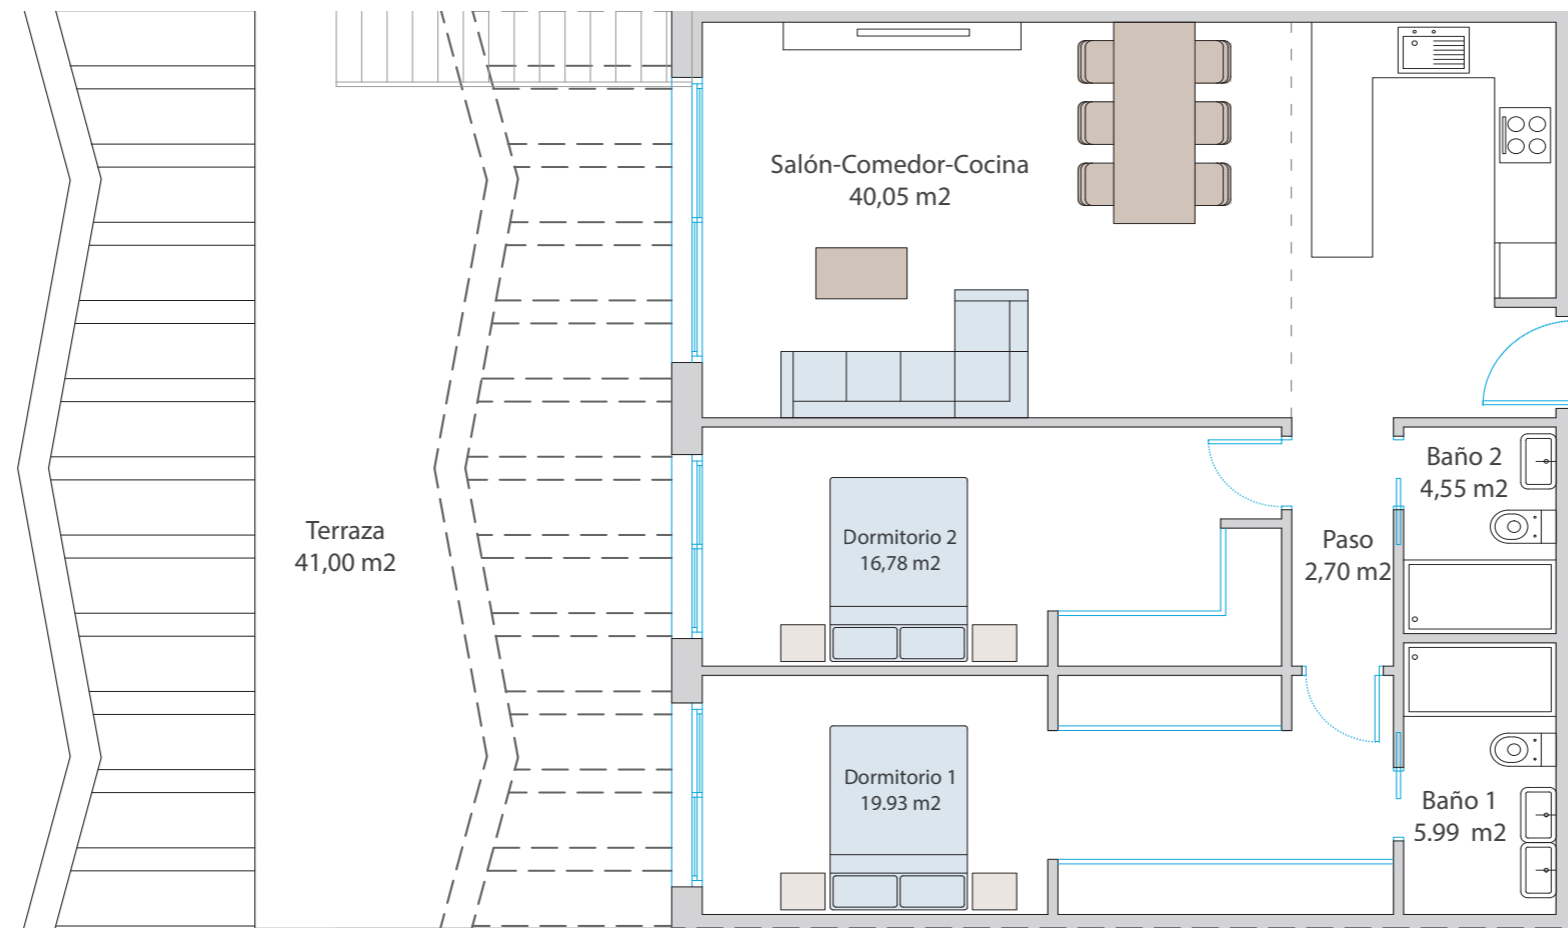 Salón-Comedor-Cocina
40,05 m2
Baño 2
4,55 m2
Terraza
41,00 m2
Dormitorio 2
16,78 m2
Paso
2,70 m2
Dormitorio 1
19.93 m2
Baño 1
5.99 m2